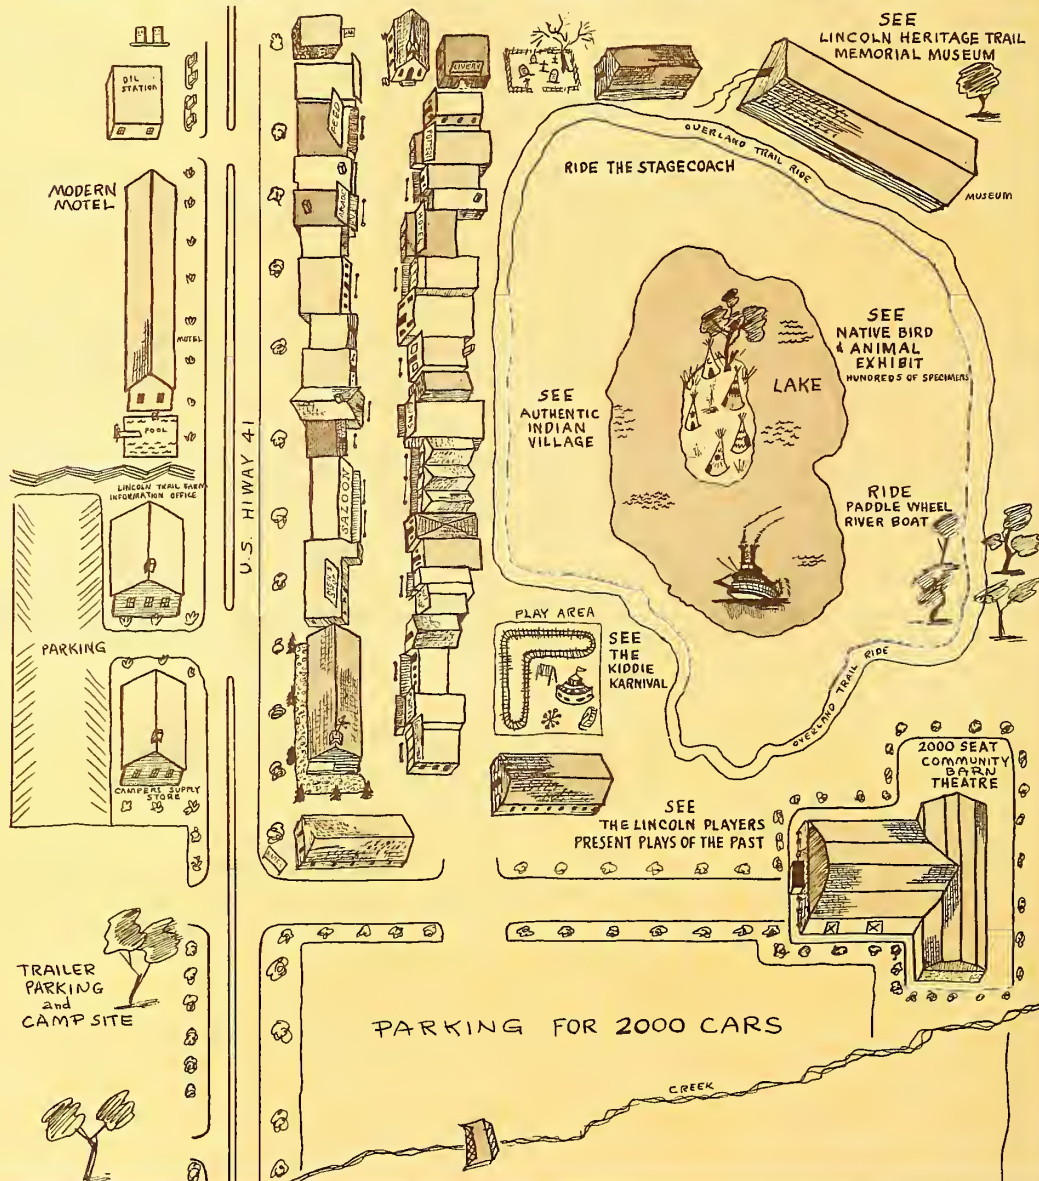 SEE
LINCOLN HERITAGE TRAIL
MEMORIAL MUSEUM
OIL
STATION
LIVERY
FEED
OVERLAND TRAIL RIDE
RIDE THE STAGECOACH
MUSEUM
MODERN
MOTEL
MOTEL
POOL
U.S. HIWAY 41
SEE
NATIVE BIRD
& ANIMAL
EXHIBIT
HUNDREDS OF SPECIMENS
LAKE
SEE
AUTHENTIC
INDIAN
VILLAGE
LINCOLN TRAIL FARM
INFORMATION OFFICE
SALOON
RIDE
PADDLE WHEEL
RIVER BOAT
PARKING
PLAY AREA
SEE
THE
KIDDIE
KARNIVAL
OVERLAND TRAIL RIDE
CAMPERS SUPPLY
STORE
2000 SEAT
COMMUNITY
BARN
THEATRE
SEE
THE LINCOLN PLAYERS
PRESENT PLAYS OF THE PAST
TRAILER
PARKING
and
CAMP SITE
PARKING FOR 2000 CARS
CREEK